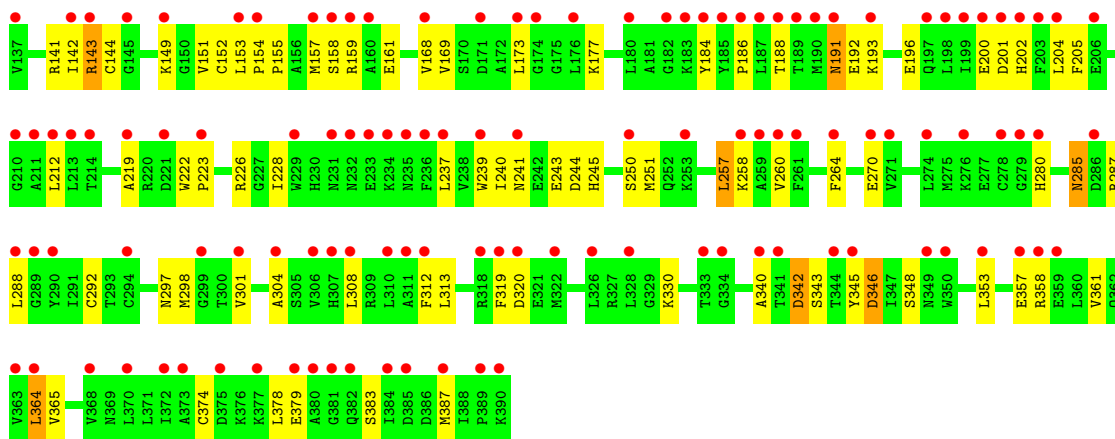 V137 R141 I142 R143 C144 G145 K149 G150 V151 C152 L153 P154 P155 A156 M157 S158 R159 A160 E161 V168 V169 S170 D171 A172 L173 G174 G175 L176 K177 L180 A181 G182 K183 Y184 Y185 P186 L187 T188 T189 M190 N191 E192 K193 E196 Q197 L198 I199 E200 D201 H202 F203 L204 F205 E206
G210 A211 L212 L213 T214 A219 R220 D221 W222 P223 R226 G227 I228 W229 H230 N231 N232 E233 K234 N235 F236 L237 V238 W239 I240 N241 E242 E243 D244 H245 S250 M251 Q252 K253 L257 K258 A259 V260 F261 F264 E270 V271 L274 M275 K276 E277 C278 G279 H280 N285 D286 R287
L288 G289 Y290 I291 C292 T293 C294 N297 M298 G299 T300 V301 A304 S305 V306 H307 L308 R309 L310 A311 F312 L313 R318 F319 D320 E321 M322 L326 R327 L328 G329 K330 T333 G334 A340 T341 D342 S343 T344 Y345 D346 I347 S348 N349 W350 L353 E357 R358 E359 L360 V361
V363 L364 V365 V368 N369 L370 L371 I372 A373 C374 D375 K376 K377 L378 E379 A380 G381 Q382 S383 I384 D385 D386 M387 I388 P389 K390